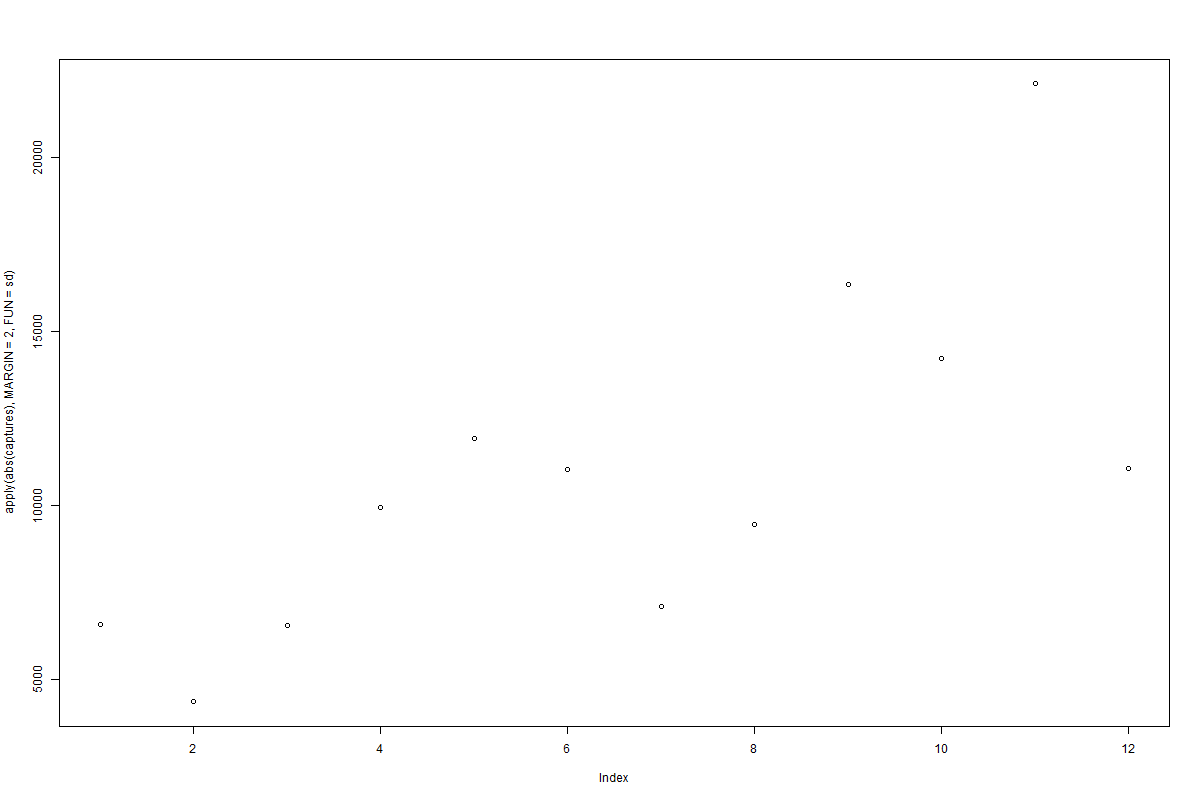 20000
15000
10000
5000
apply(abs(captures), MARGIN = 2, FUN = sd)
2 4 6 8 10 12
Index